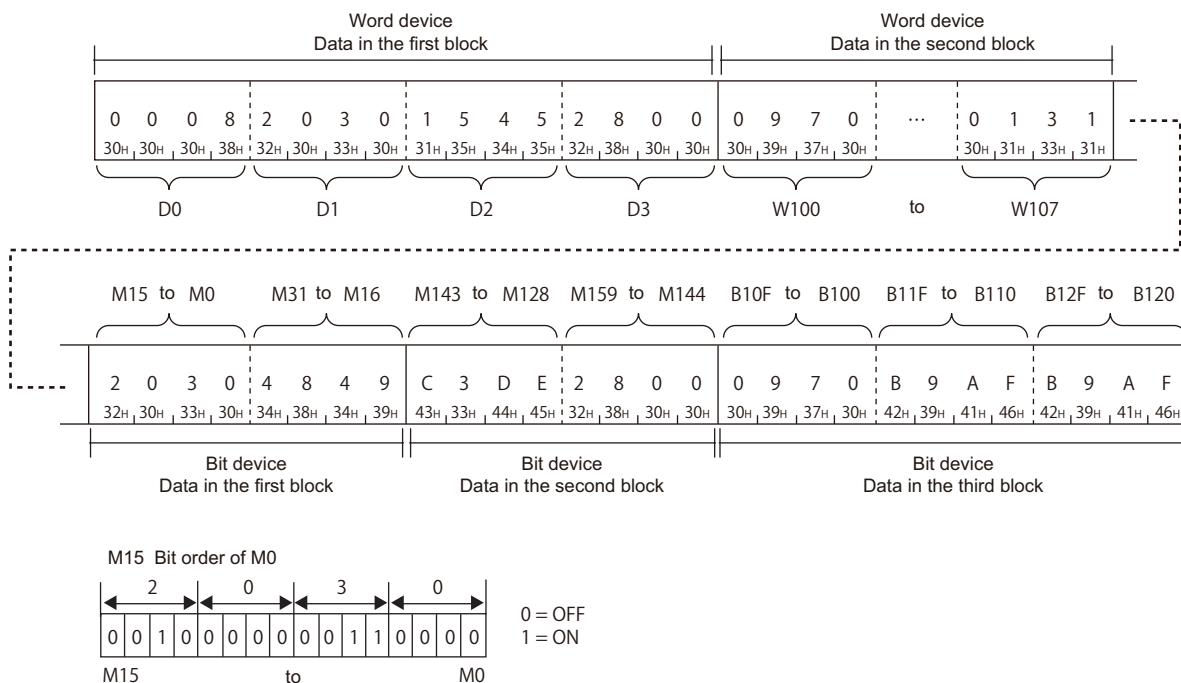 Word device
Data in the first block
Word device
Data in the second block
0 0 0 8 2 0 3 0 1 5 4 5 2 8 0 0 0 9 7 0 ... 0 1 3 1
30H 30H 30H 38H 32H 30H 33H 30H 31H 35H 34H 35H 32H 38H 30H 30H 30H 39H 37H 30H 30H 31H 33H 31H
D0 D1 D2 D3 W100 to W107
M15 to M0 M31 to M16 M143 to M128 M159 to M144 B10F to B100 B11F to B110 B12F to B120
2 0 3 0 4 8 4 9 C 3 D E 2 8 0 0 0 9 7 0 B 9 A F B 9 A F
32H 30H 33H 30H 34H 38H 34H 39H 43H 33H 44H 45H 32H 38H 30H 30H 30H 39H 37H 30H 42H 39H 41H 46H 42H 39H 41H 46H
Bit device
Data in the first block
Bit device
Data in the second block
Bit device
Data in the third block
M15 Bit order of M0
2 0 3 0
0 0 1 0 0 0 0 0 0 0 1 1 0 0 0 0
0 = OFF
1 = ON
M15 to M0